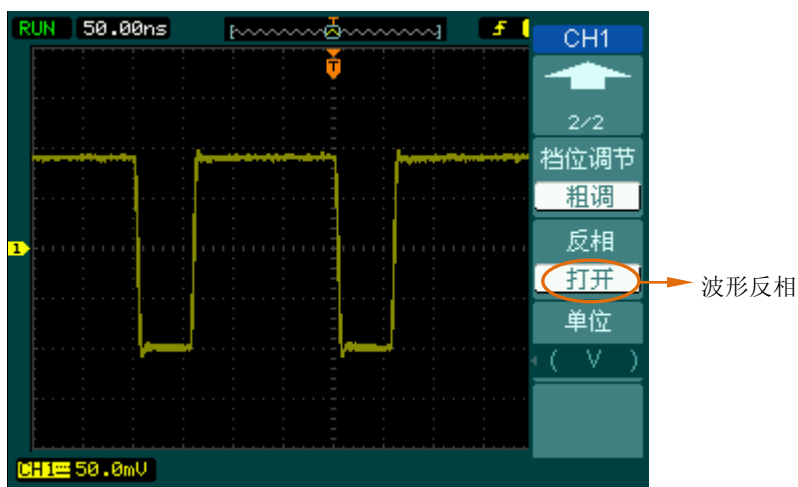 RUN 50.00ns
T
CH1
2/2
档位调节
粗调
反相
打开
波形反相
单位
( V )
1
CH1 50.0mV